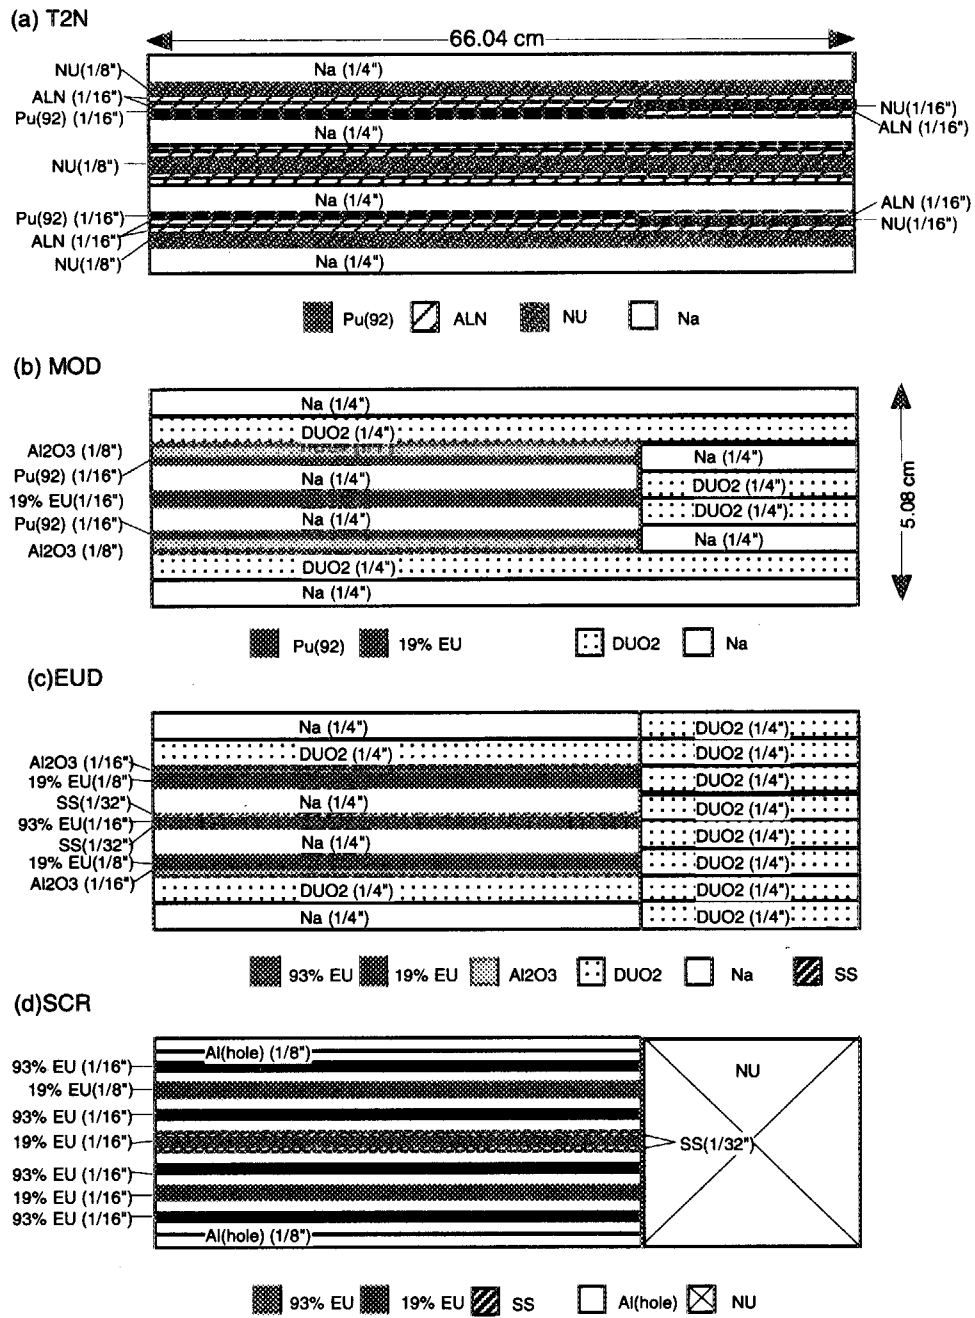 (a) T2N
66.04 cm
NU(1/8")
Na (1/4")
ALN (1/16")
NU(1/16")
Pu(92) (1/16")
ALN (1/16")
Na (1/4")
NU(1/8")
Na (1/4")
Pu(92) (1/16")
ALN (1/16")
ALN (1/16")
NU(1/16")
NU(1/8")
Na (1/4")
Pu(92) ALN NU Na
(b) MOD
Na (1/4")
DUO2 (1/4")
Al2O3 (1/8")
Na (1/4")
Pu(92) (1/16")
Na (1/4")
DUO2 (1/4")
19% EU(1/16")
DUO2 (1/4")
Pu(92) (1/16")
Na (1/4")
Na (1/4")
Al2O3 (1/8")
DUO2 (1/4")
Na (1/4")
5.08 cm
Pu(92) 19% EU DUO2 Na
(c)EUD
Na (1/4") DUO2 (1/4")
DUO2 (1/4") DUO2 (1/4")
Al2O3 (1/16")
19% EU(1/8") DUO2 (1/4")
SS(1/32") Na (1/4") DUO2 (1/4")
93% EU(1/16")
SS(1/32") Na (1/4") DUO2 (1/4")
19% EU(1/8") DUO2 (1/4")
Al2O3 (1/16")
DUO2 (1/4") DUO2 (1/4")
Na (1/4") DUO2 (1/4")
93% EU 19% EU Al2O3 DUO2 Na SS
(d)SCR
Al(hole) (1/8")
93% EU (1/16")
NU
19% EU(1/8")
93% EU (1/16")
19% EU (1/16")
SS(1/32")
93% EU (1/16")
19% EU (1/16")
93% EU (1/16")
Al(hole) (1/8")
93% EU 19% EU SS Al(hole) NU